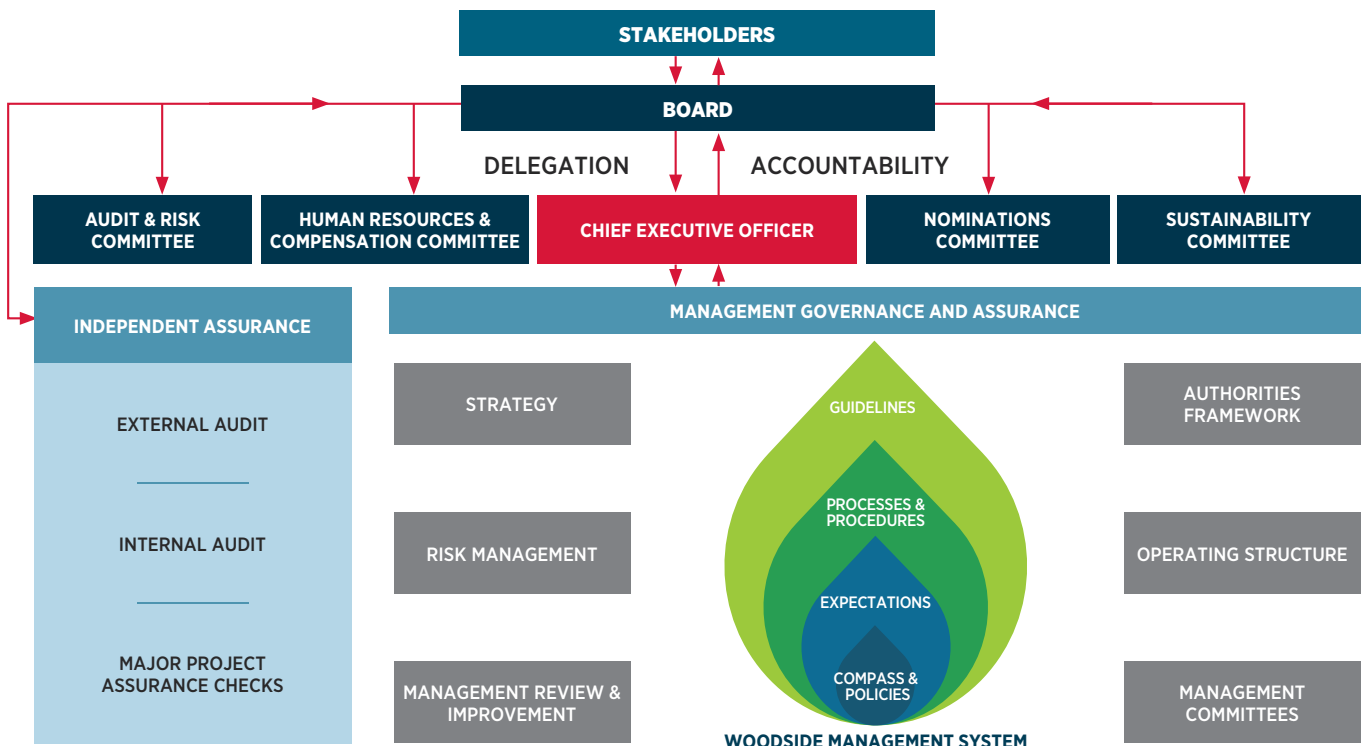 STAKEHOLDERS
BOARD
DELEGATION
ACCOUNTABILITY
AUDIT & RISK
COMMITTEE
HUMAN RESOURCES &
COMPENSATION COMMITTEE
CHIEF EXECUTIVE OFFICER
NOMINATIONS
COMMITTEE
SUSTAINABILITY
COMMITTEE
INDEPENDENT ASSURANCE
EXTERNAL AUDIT
INTERNAL AUDIT
MAJOR PROJECT
ASSURANCE CHECKS
MANAGEMENT GOVERNANCE AND ASSURANCE
STRATEGY
RISK MANAGEMENT
MANAGEMENT REVIEW &
IMPROVEMENT
GUIDELINES
PROCESSES &
PROCEDURES
EXPECTATIONS
COMPASS &
POLICIES
WOODSIDE MANAGEMENT SYSTEM
AUTHORITIES
FRAMEWORK
OPERATING STRUCTURE
MANAGEMENT
COMMITTEES